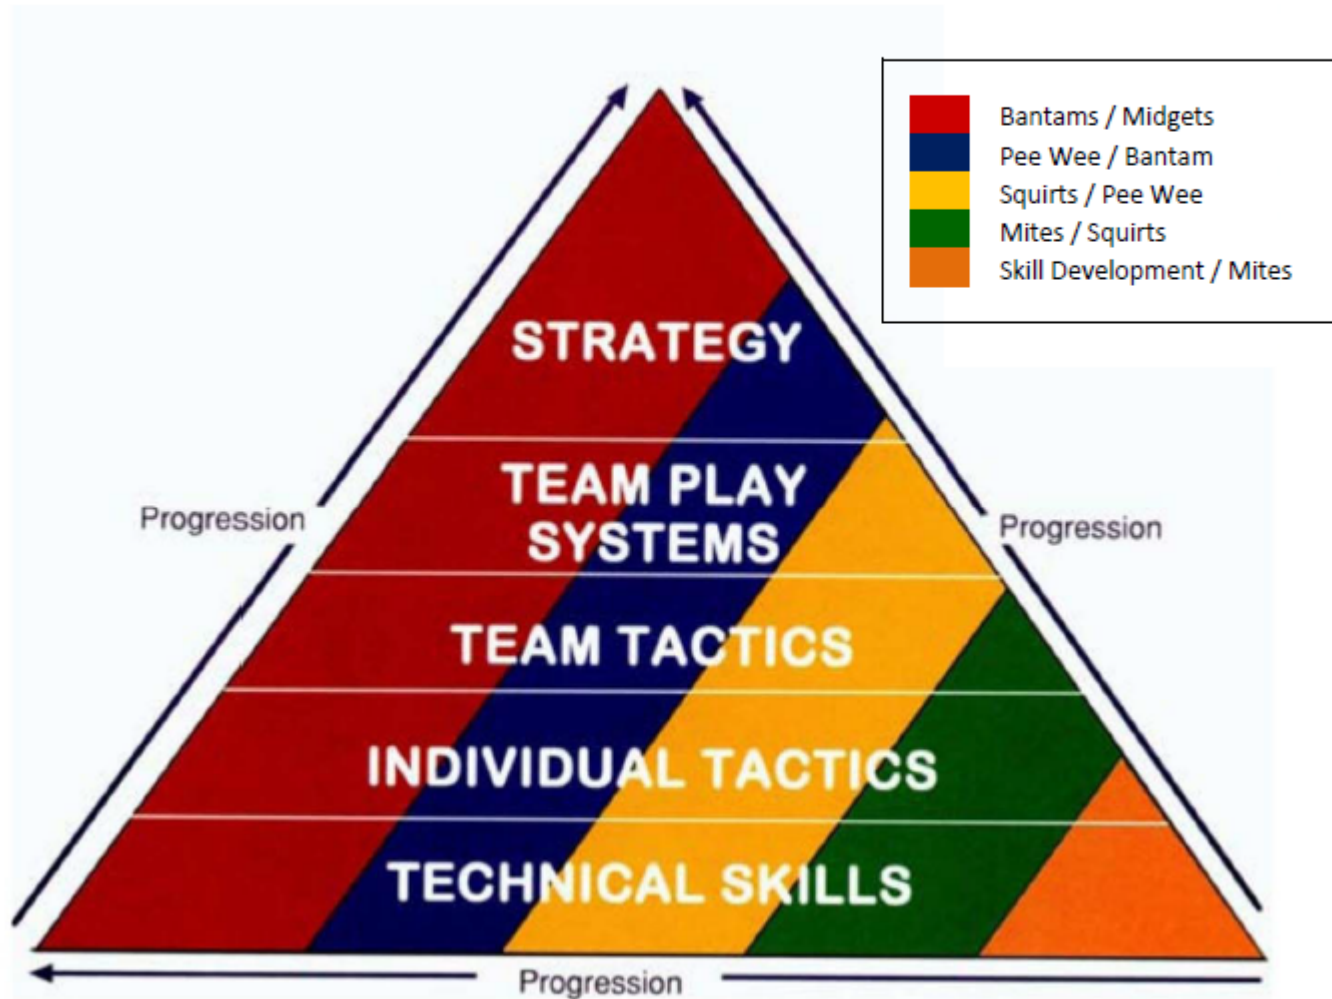 Bantams / Midgets
Pee Wee / Bantam
Squirts / Pee Wee
Mites / Squirts
Skill Development / Mites
STRATEGY
TEAM PLAY
SYSTEMS
Progression
Progression
TEAM TACTICS
INDIVIDUAL TACTICS
TECHNICAL SKILLS
Progression